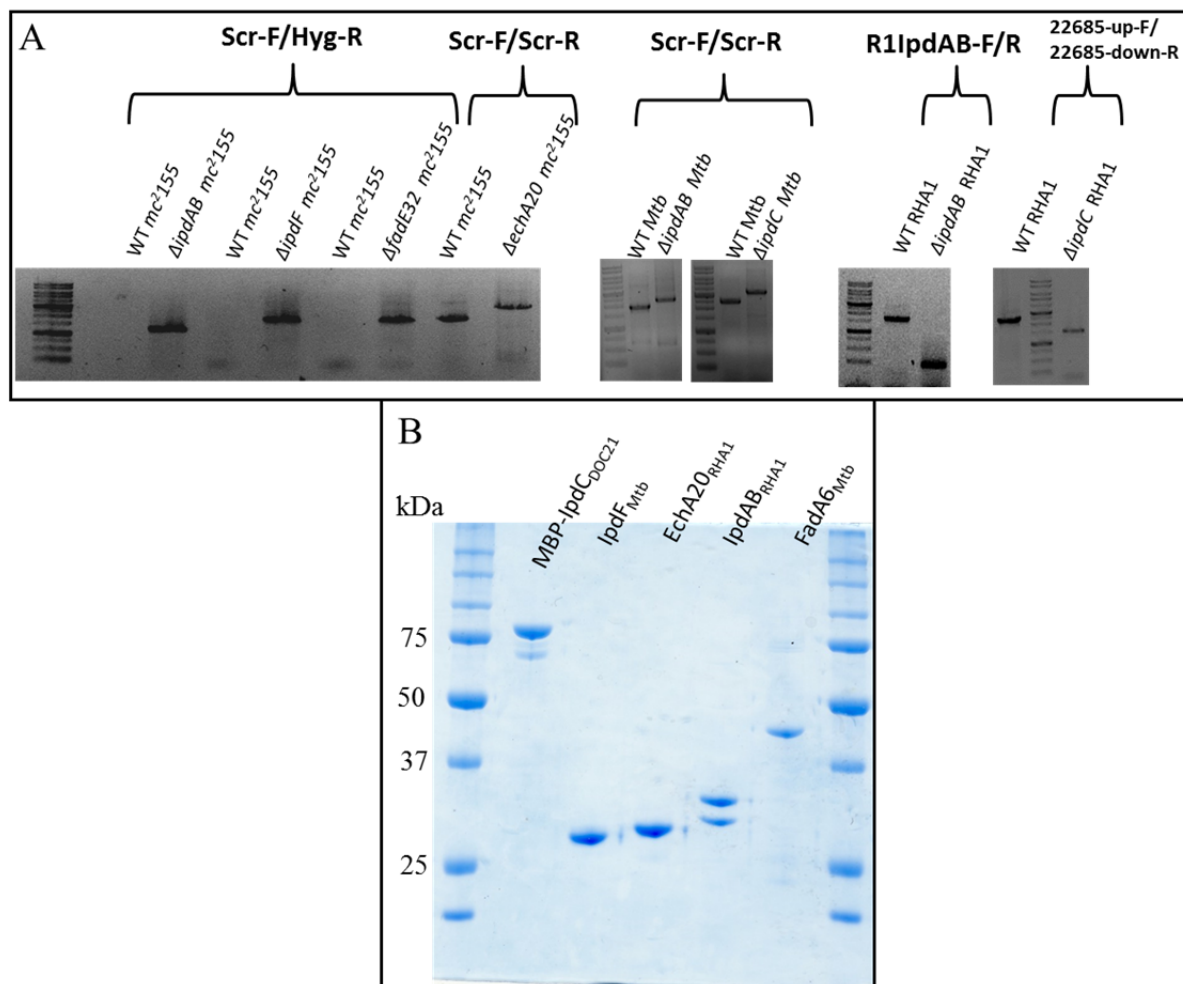 A
Scr-F/Hyg-R
Scr-F/Scr-R
Scr-F/Scr-R
R1IpdAB-F/R
22685-up-F/
22685-down-R
WT mc²155
ΔipdAB mc²155
WT mc²155
ΔipdF mc²155
WT mc²155
ΔfadE32 mc²155
WT mc²155
ΔechA20 mc²155
WT Mtb
ΔipdAB Mtb
WT Mtb
ΔipdC Mtb
WT RHA1
ΔipdAB RHA1
WT RHA1
ΔipdC RHA1
B
kDa
MBP-IpdC_DOC21
IpdF_Mtb
EchA20_RHA1
IpdAB_RHA1
FadA6_Mtb
75
50
37
25